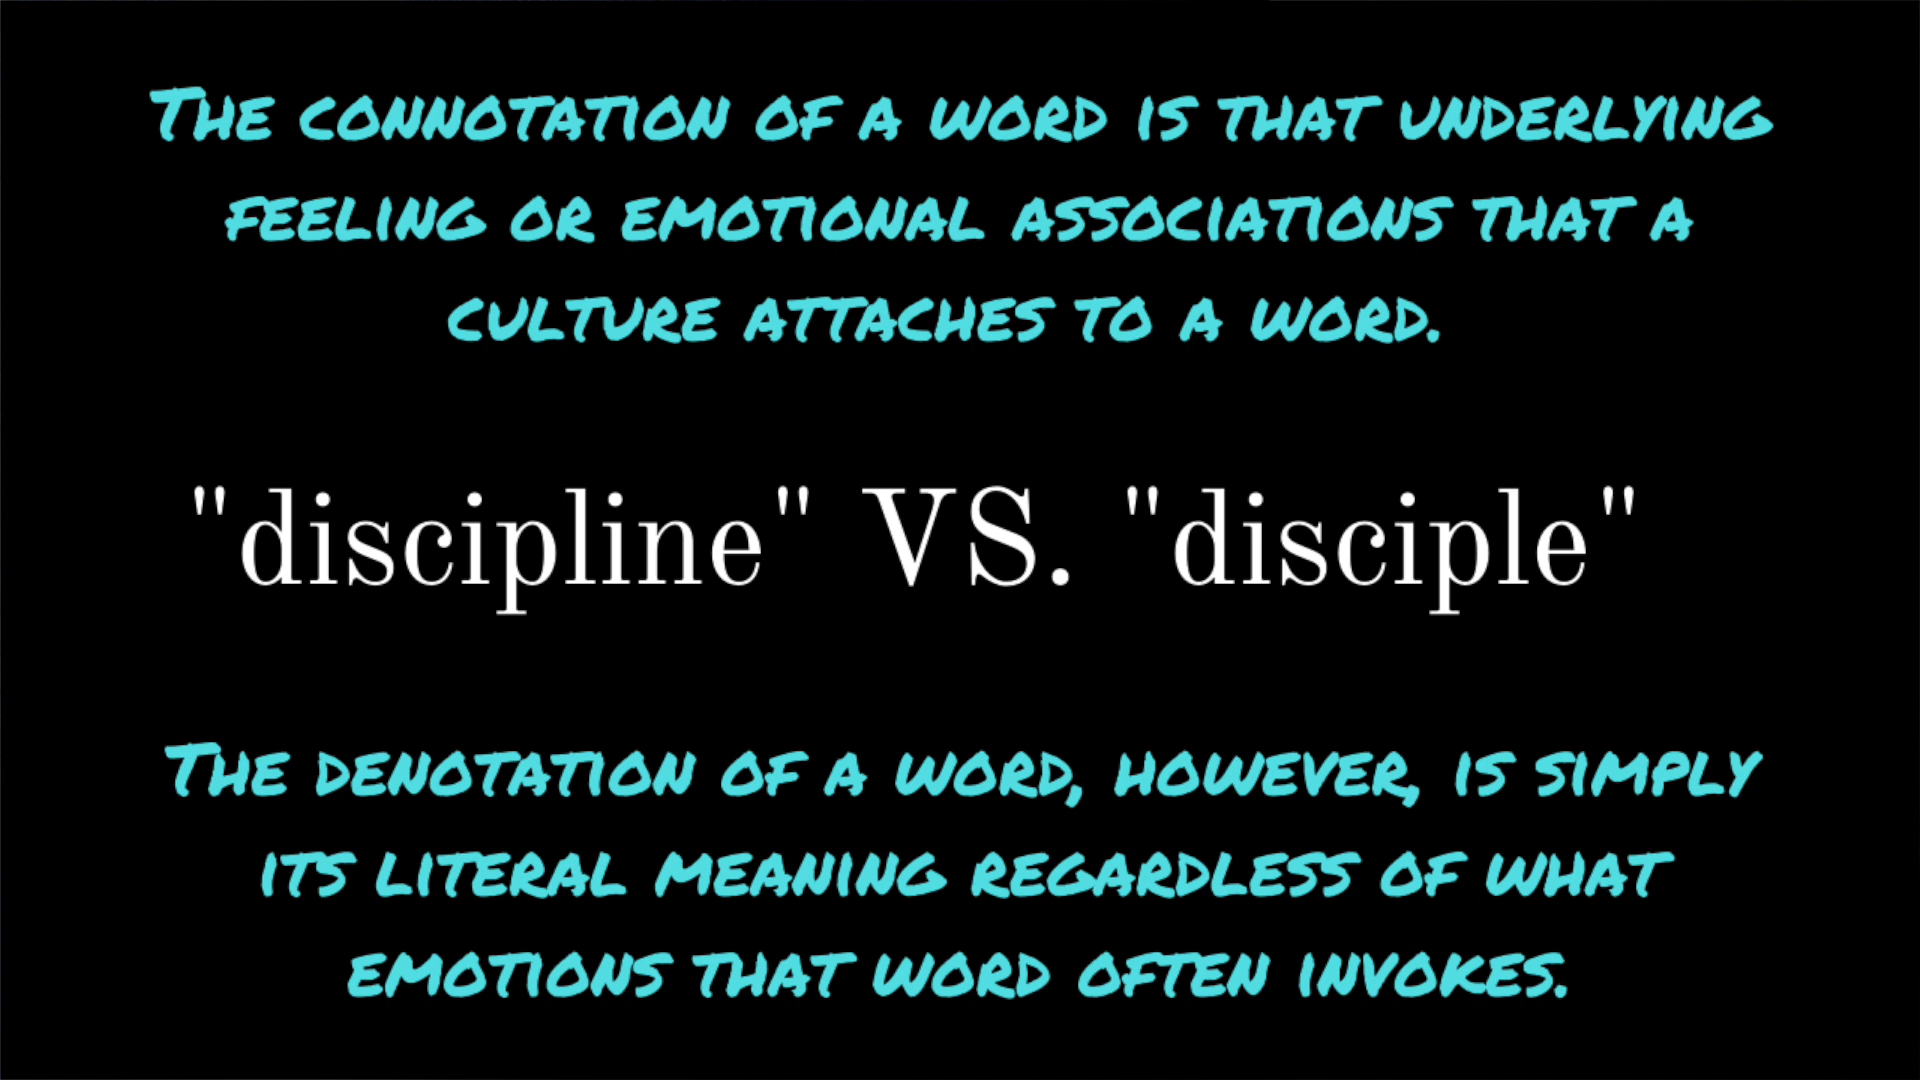 The connotation of a word is that underlying
feeling or emotional associations that a
culture attaches to a word.
"discipline" VS. "disciple"
The denotation of a word, however, is simply
its literal meaning regardless of what
emotions that word often invokes.